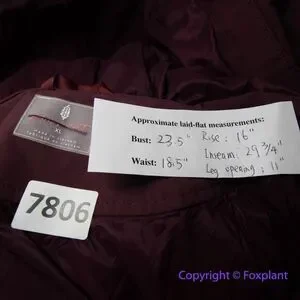 XL
Approximate laid-flat measurements:
Bust: 23.5" Rise: 16"
Inseam: 29 3/4"
Waist: 18.5" Leg opening: 11"
7806
Copyright © Foxplant